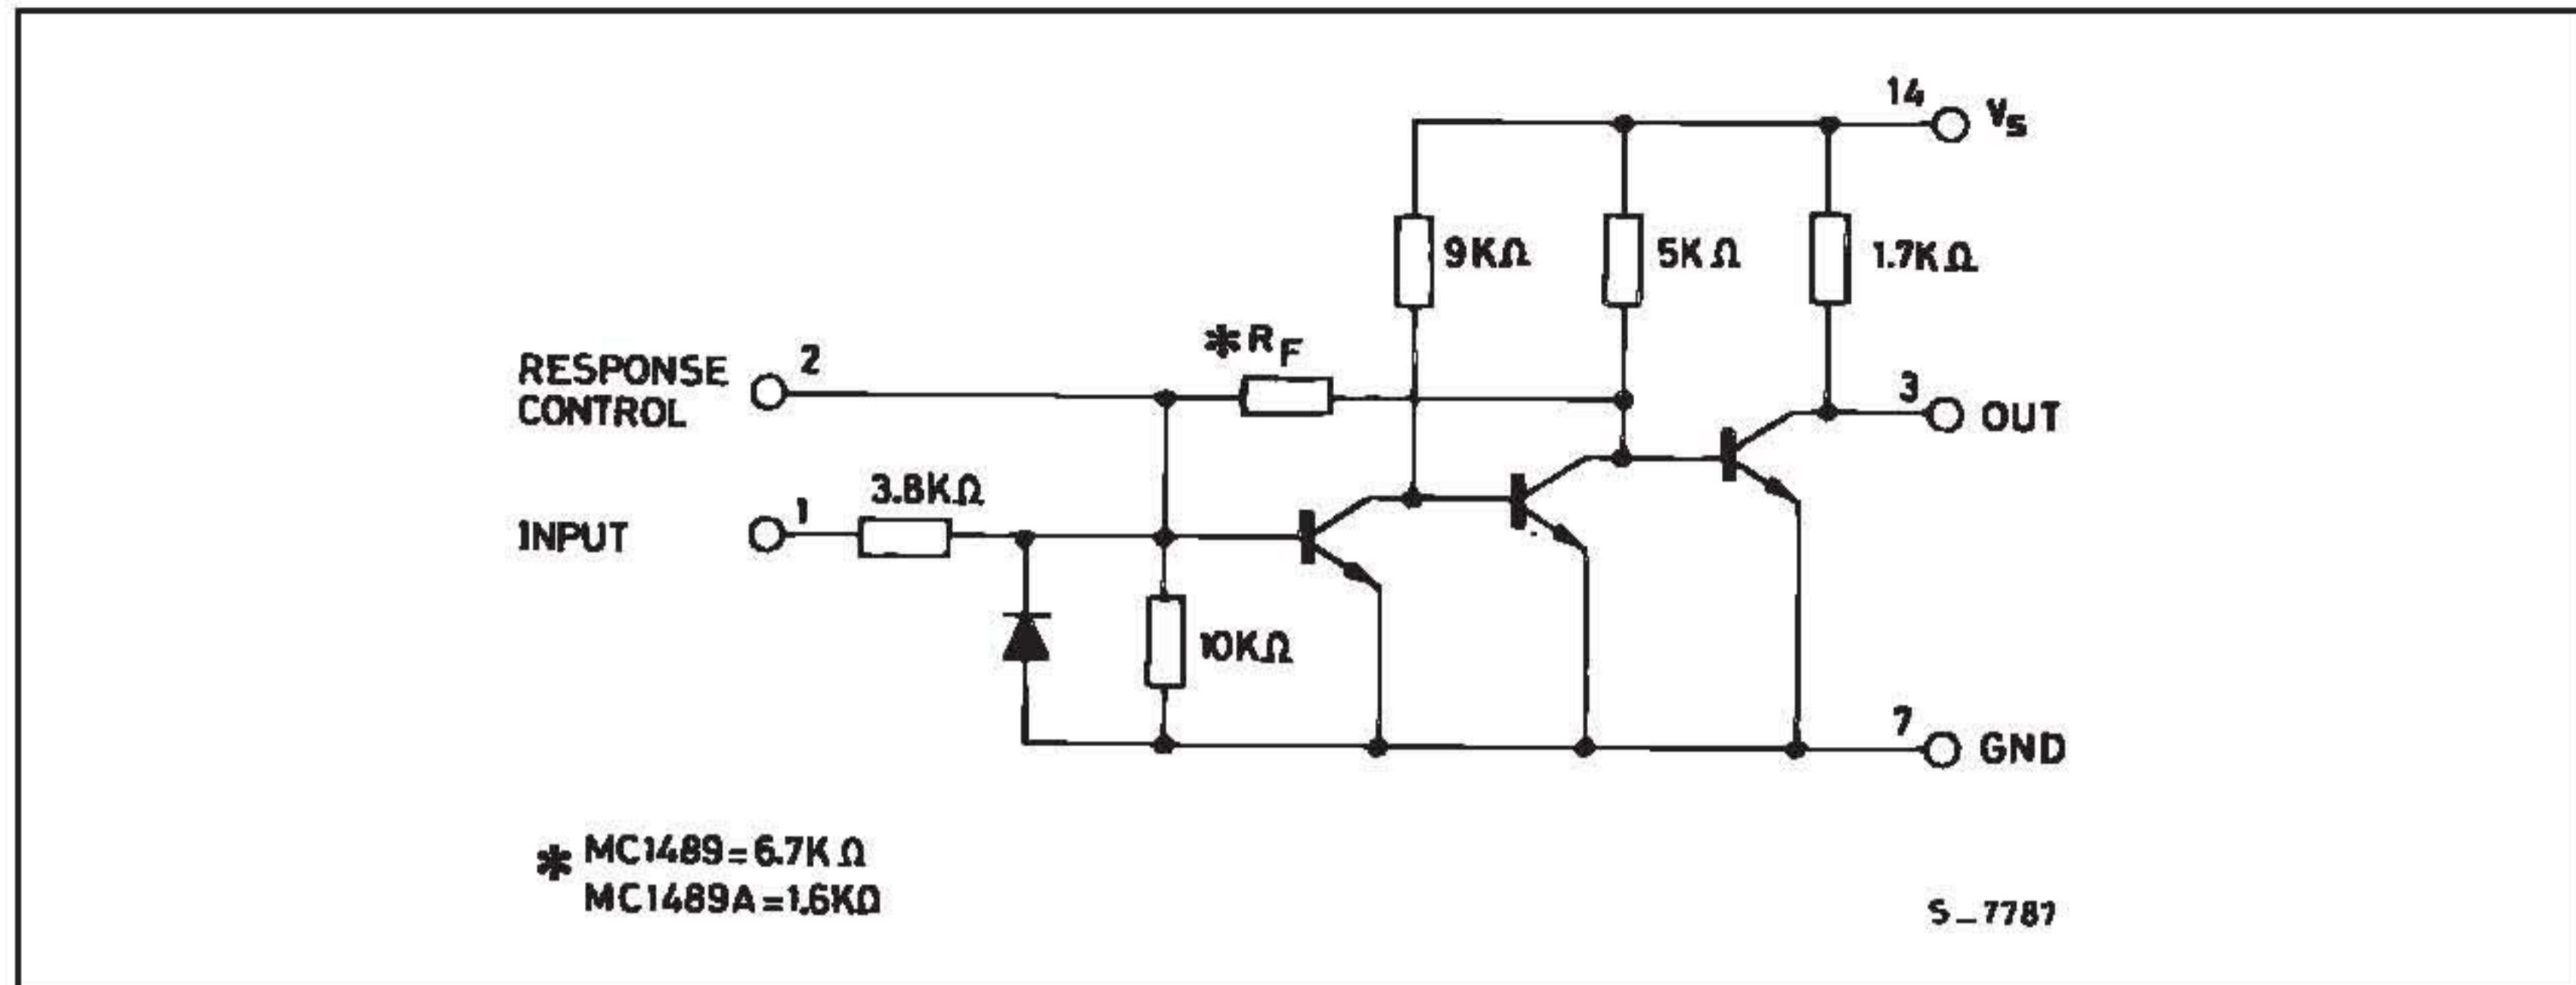 14
Vs
9KΩ
5KΩ
1.7KΩ
*RF
RESPONSE
CONTROL
2
3
OUT
3.8KΩ
INPUT
1
10KΩ
7
GND
* MC1489=6.7KΩ
MC1489A=1.6KΩ
S_7787